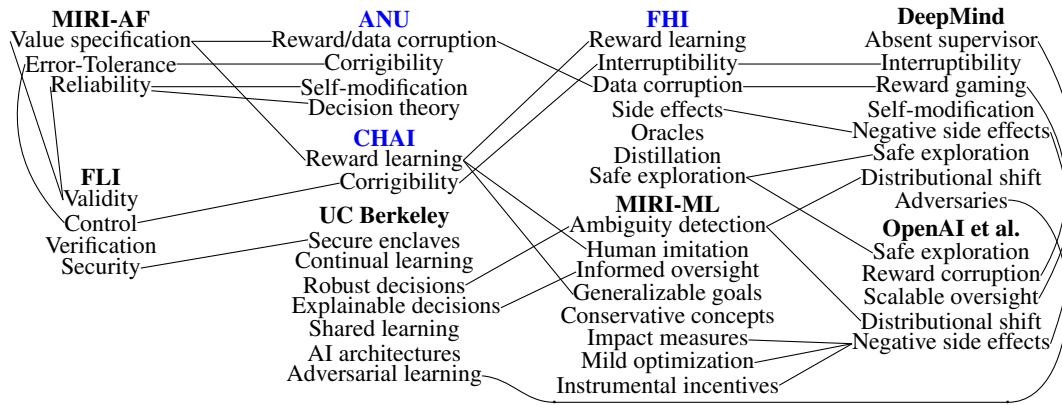 MIRI-AF
Value specification
Error-Tolerance
Reliability
FLI
Validity
Control
Verification
Security
ANU
Reward/data corruption
Corrigibility
Self-modification
Decision theory
CHAI
Reward learning
Corrigibility
UC Berkeley
Secure enclaves
Continual learning
Robust decisions
Explainable decisions
Shared learning
AI architectures
Adversarial learning
FHI
Reward learning
Interruptibility
Data corruption
Side effects
Oracles
Distillation
Safe exploration
MIRI-ML
Ambiguity detection
Human imitation
Informed oversight
Generalizable goals
Conservative concepts
Impact measures
Mild optimization
Instrumental incentives
DeepMind
Absent supervisor
Interruptibility
Reward gaming
Self-modification
Negative side effects
Safe exploration
Distributional shift
Adversaries
OpenAI et al.
Safe exploration
Reward corruption
Scalable oversight
Distributional shift
Negative side effects